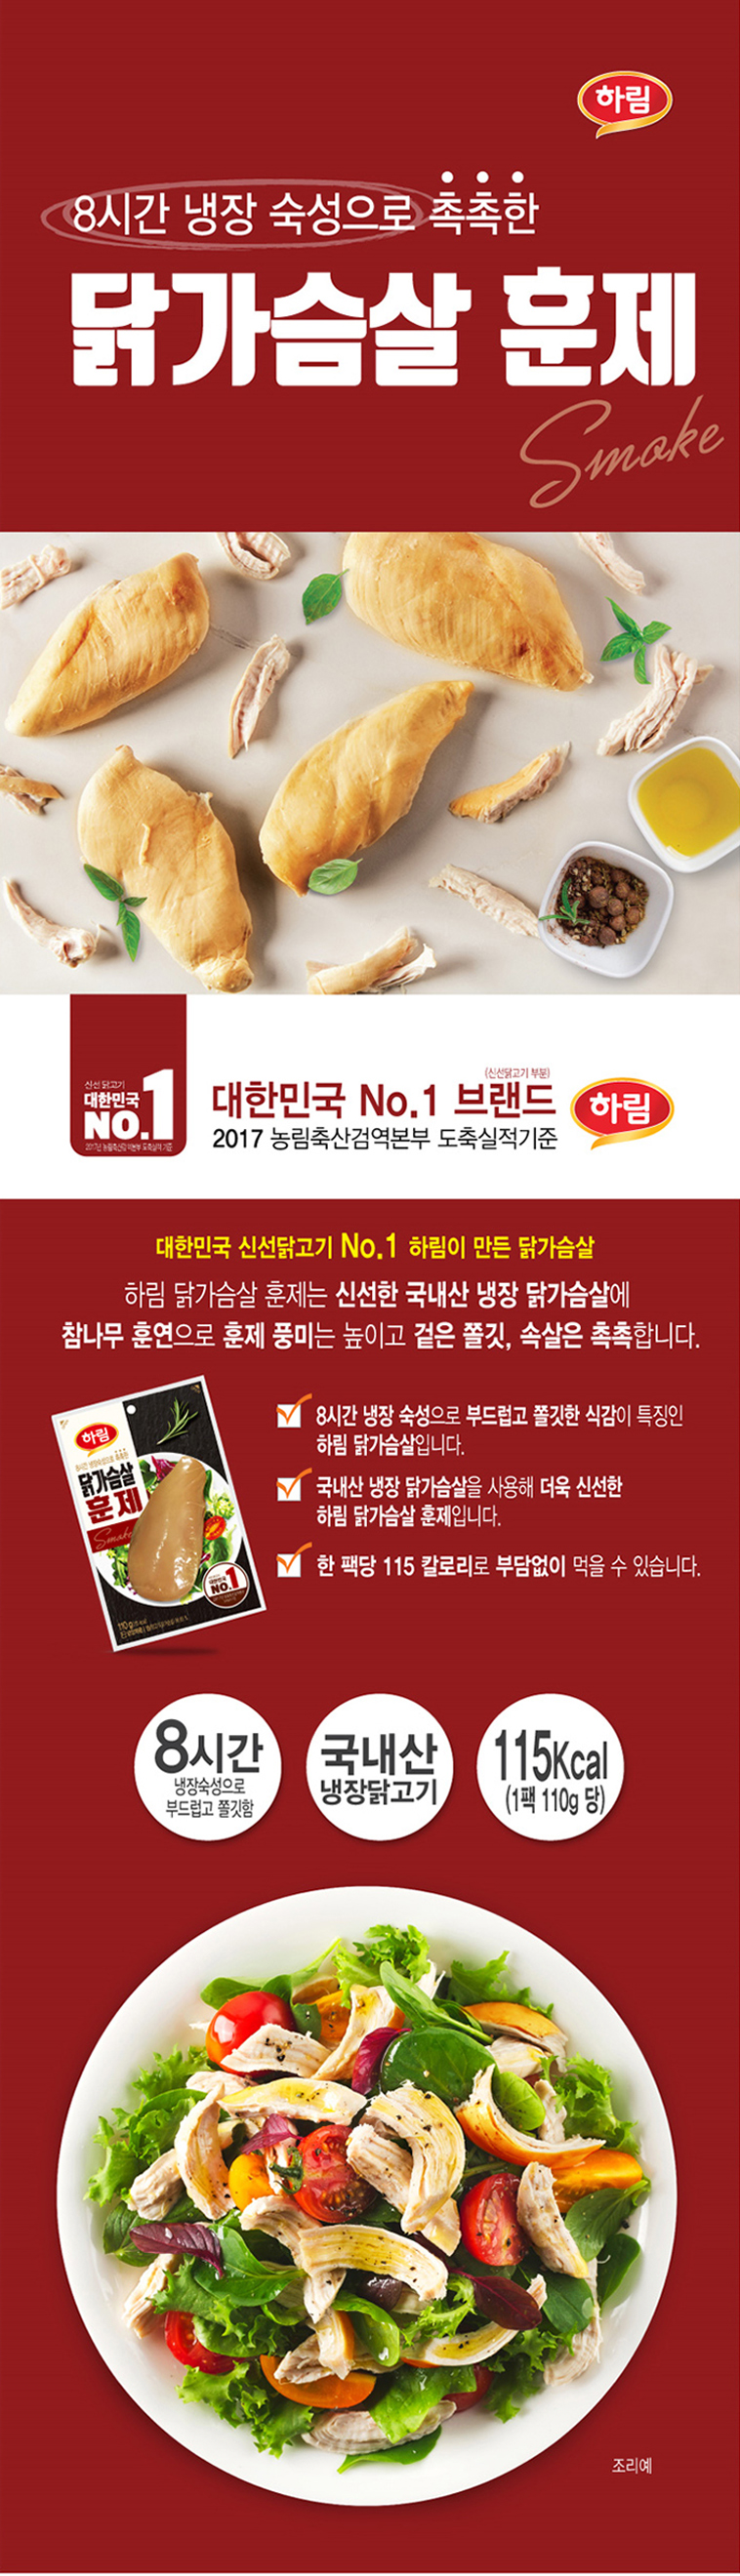 하림
8시간 냉장 숙성으로 촉촉한
닭가슴살 훈제
Smoke
신선 닭고기
대한민국
NO.1
(신선닭고기 부분)
대한민국 No.1 브랜드
하림
2017 농림축산검역본부 도축실적기준
대한민국 신선닭고기 No.1 하림이 만든 닭가슴살
하림 닭가슴살 훈제는 신선한 국내산 냉장 닭가슴살에
참나무 훈연으로 훈제 풍미는 높이고 겉은 쫄깃, 속살은 촉촉합니다.
하림
닭가슴살
훈제
Smoke
대한민국
NO.1
110g
8시간 냉장 숙성으로 부드럽고 쫄깃한 식감이 특징인
하림 닭가슴살입니다.
국내산 냉장 닭가슴살을 사용해 더욱 신선한
하림 닭가슴살 훈제입니다.
한 팩당 115 칼로리로 부담없이 먹을 수 있습니다.
8시간
냉장숙성으로
부드럽고 쫄깃함
국내산
냉장닭고기
115Kcal
(1팩 110g 당)
조리예